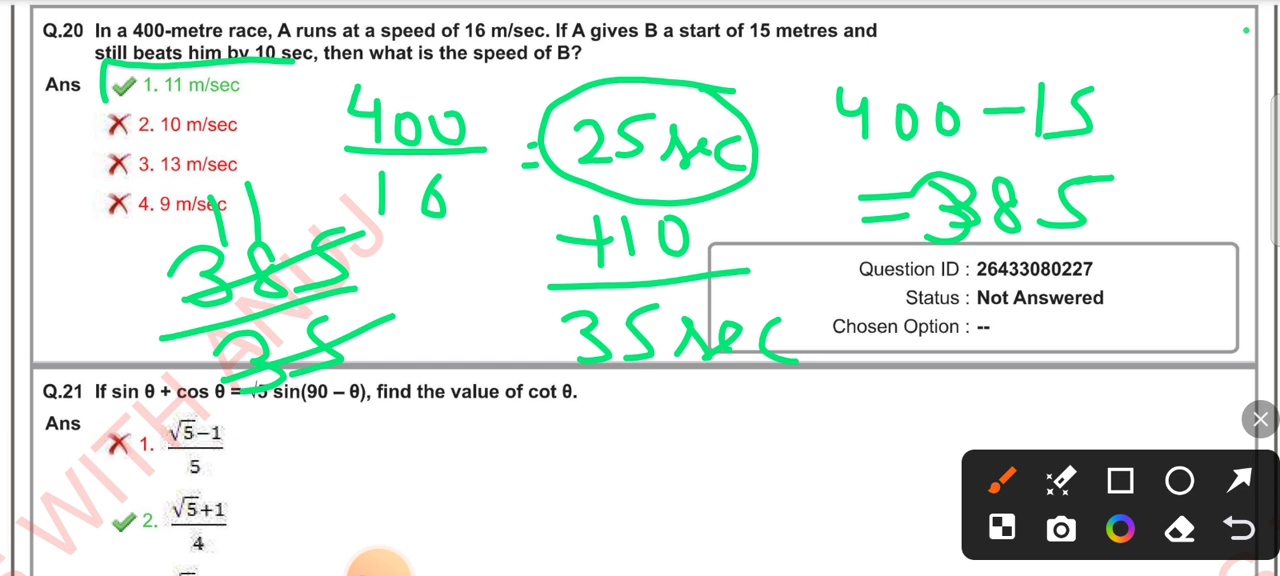 Q.20 In a 400-metre race, A runs at a speed of 16 m/sec. If A gives B a start of 15 metres and
still beats him by 10 sec, then what is the speed of B?
Ans 1. 11 m/sec
2. 10 m/sec
3. 13 m/sec
4. 9 m/sec
400
16
= 25 sec
+10
35 sec
400-15
=385
11
385
35
Question ID : 26433080227
Status : Not Answered
Chosen Option : --
Q.21 If sin θ + cos θ = √5 sin(90 – θ), find the value of cot θ.
Ans 1. √5-1
5
2. √5+1
4
WITH ANUJ